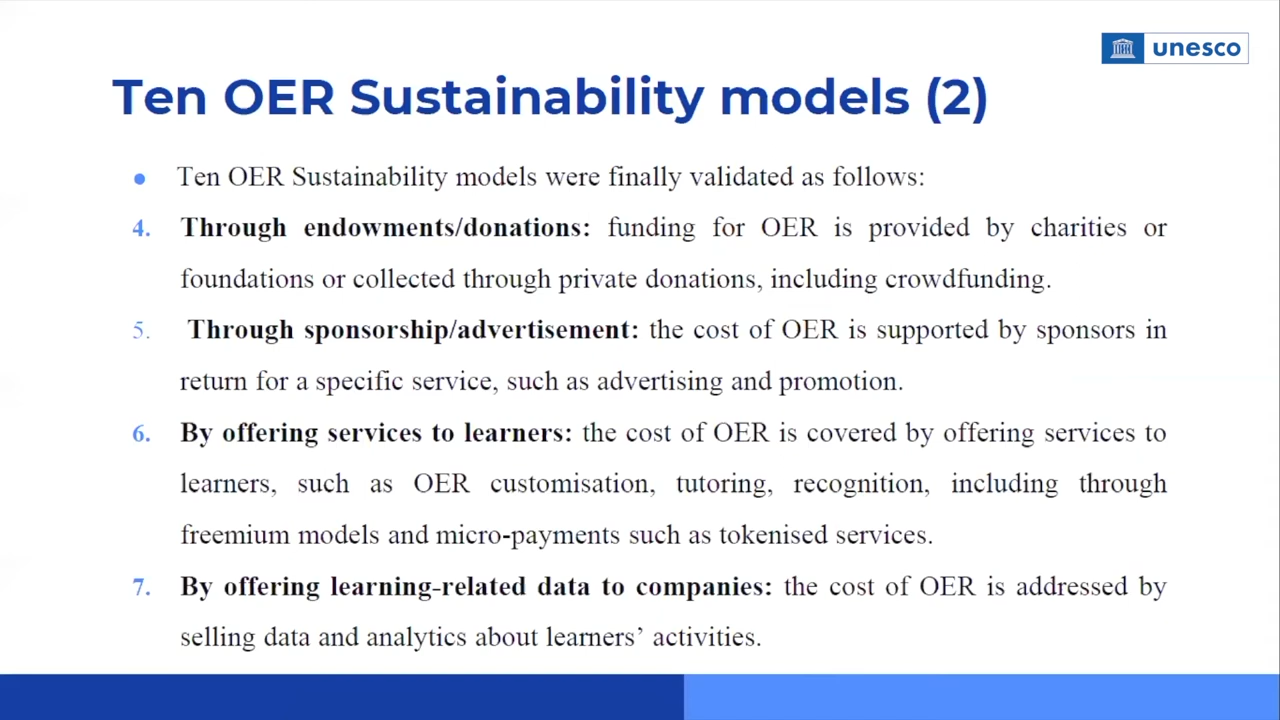 unesco
Ten OER Sustainability models (2)
● Ten OER Sustainability models were finally validated as follows:
4. Through endowments/donations: funding for OER is provided by charities or
foundations or collected through private donations, including crowdfunding.
5. Through sponsorship/advertisement: the cost of OER is supported by sponsors in
return for a specific service, such as advertising and promotion.
6. By offering services to learners: the cost of OER is covered by offering services to
learners, such as OER customisation, tutoring, recognition, including through
freemium models and micro-payments such as tokenised services.
7. By offering learning-related data to companies: the cost of OER is addressed by
selling data and analytics about learners’ activities.